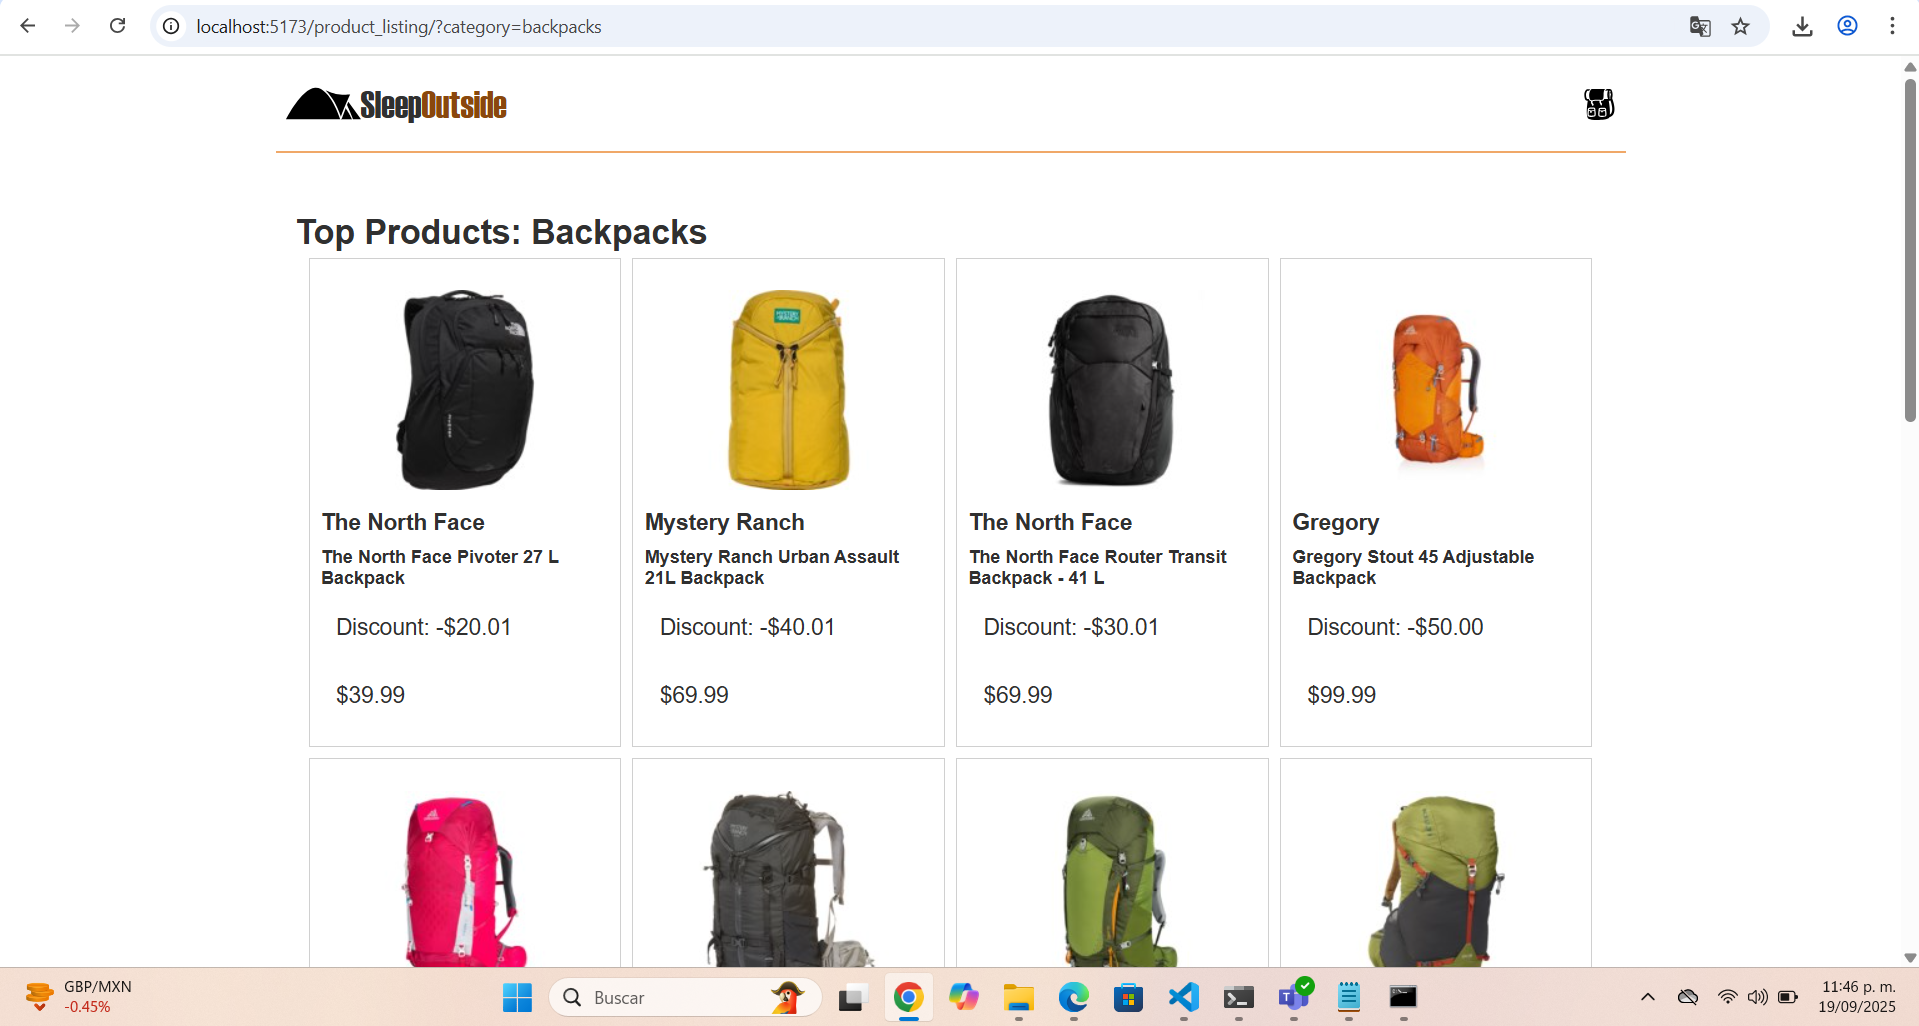 localhost:5173/product_listing/?category=backpacks
SleepOutside
Top Products: Backpacks
MYSTERY RANCH
The North Face
The North Face Pivoter 27 L
Backpack
Discount: -$20.01
$39.99
Mystery Ranch
Mystery Ranch Urban Assault
21L Backpack
Discount: -$40.01
$69.99
The North Face
The North Face Router Transit
Backpack - 41 L
Discount: -$30.01
$69.99
Gregory
Gregory Stout 45 Adjustable
Backpack
Discount: -$50.00
$99.99
GBP/MXN
-0.45%
Buscar
11:46 p. m.
19/09/2025